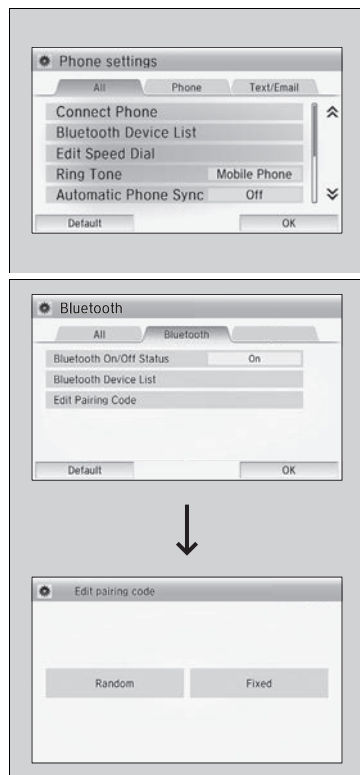 Phone settings
All Phone Text/Email
Connect Phone
Bluetooth Device List
Edit Speed Dial
Ring Tone Mobile Phone
Automatic Phone Sync Off
Default OK
Bluetooth
All Bluetooth
Bluetooth On/Off Status On
Bluetooth Device List
Edit Pairing Code
Default OK
Edit pairing code
Random Fixed